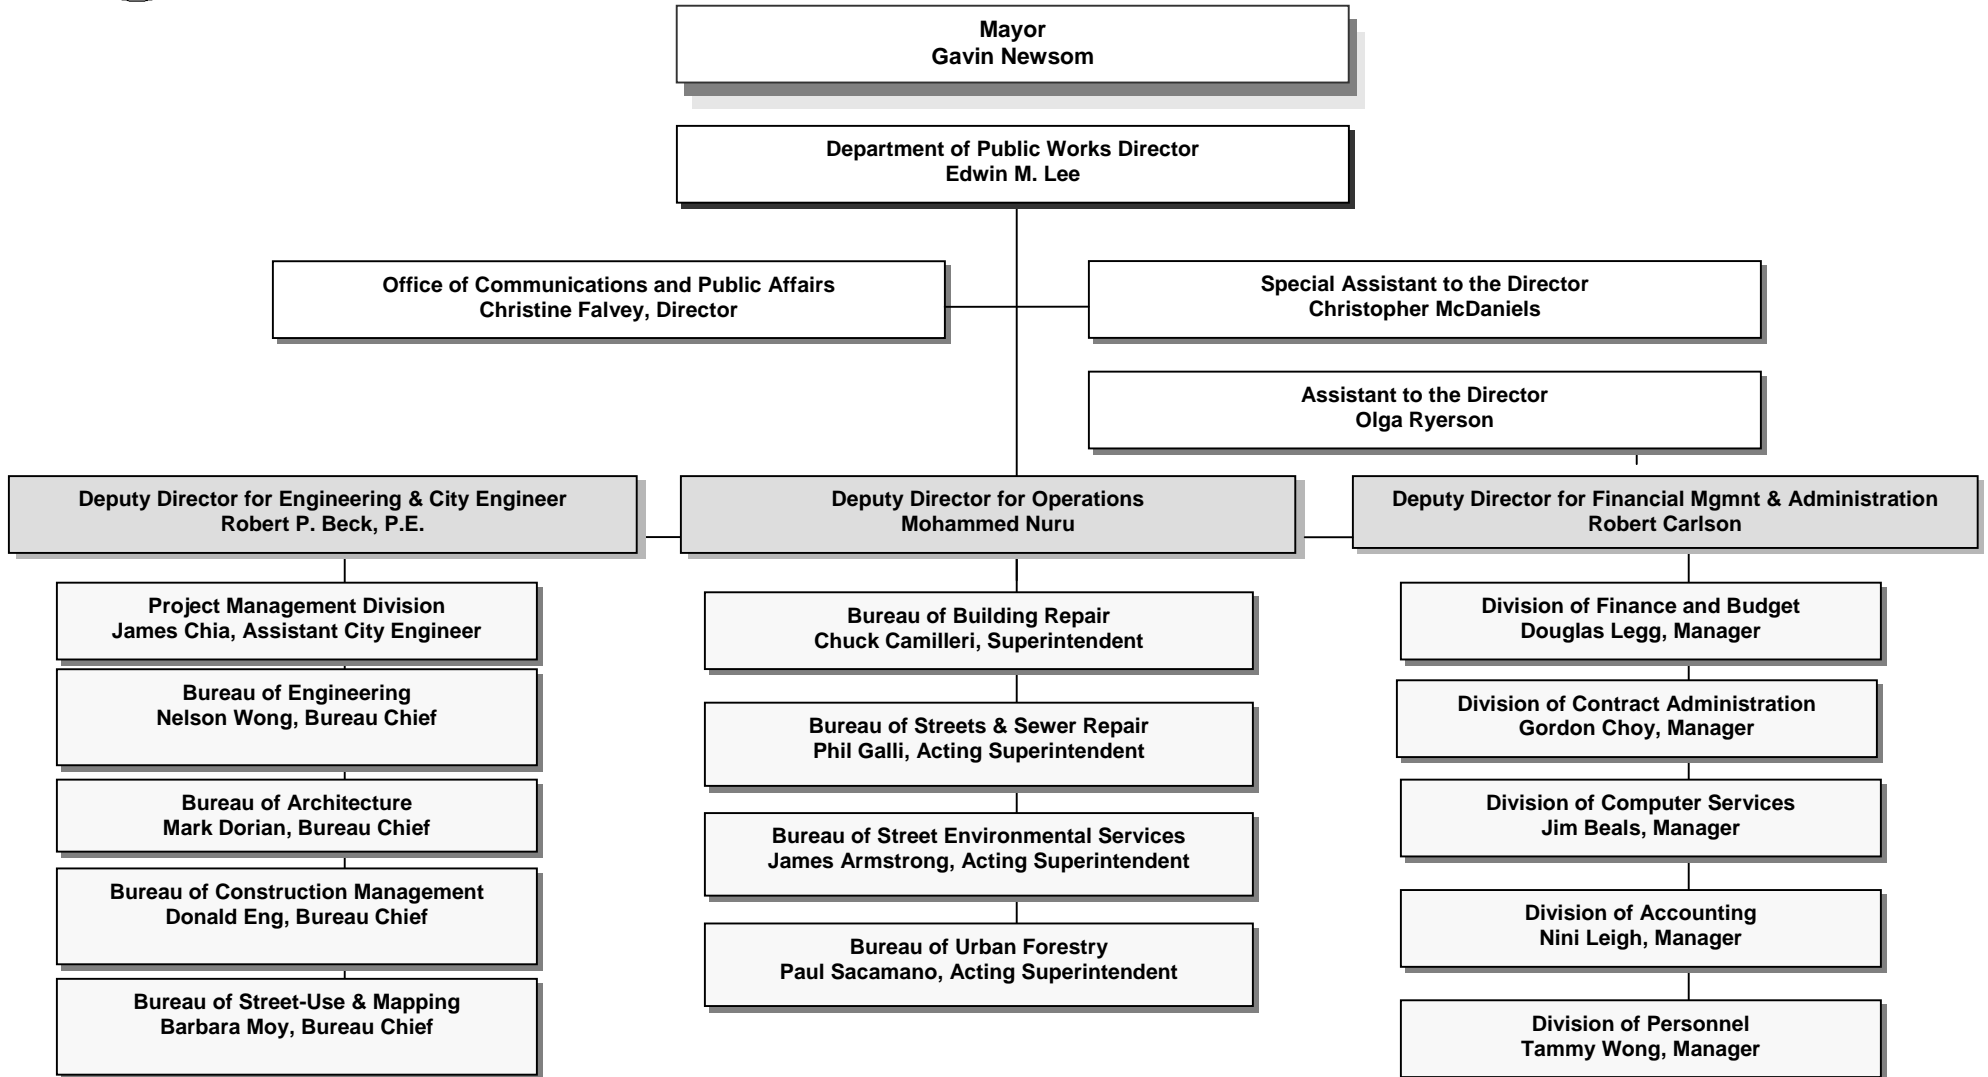 Mayor
Gavin Newsom
Department of Public Works Director
Edwin M. Lee
Office of Communications and Public Affairs
Christine Falvey, Director
Special Assistant to the Director
Christopher McDaniels
Assistant to the Director
Olga Ryerson
Deputy Director for Engineering & City Engineer
Robert P. Beck, P.E.
Deputy Director for Operations
Mohammed Nuru
Deputy Director for Financial Mgmnt & Administration
Robert Carlson
Project Management Division
James Chia, Assistant City Engineer
Bureau of Engineering
Nelson Wong, Bureau Chief
Bureau of Architecture
Mark Dorian, Bureau Chief
Bureau of Construction Management
Donald Eng, Bureau Chief
Bureau of Street-Use & Mapping
Barbara Moy, Bureau Chief
Bureau of Building Repair
Chuck Camilleri, Superintendent
Bureau of Streets & Sewer Repair
Phil Galli, Acting Superintendent
Bureau of Street Environmental Services
James Armstrong, Acting Superintendent
Bureau of Urban Forestry
Paul Sacamano, Acting Superintendent
Division of Finance and Budget
Douglas Legg, Manager
Division of Contract Administration
Gordon Choy, Manager
Division of Computer Services
Jim Beals, Manager
Division of Accounting
Nini Leigh, Manager
Division of Personnel
Tammy Wong, Manager